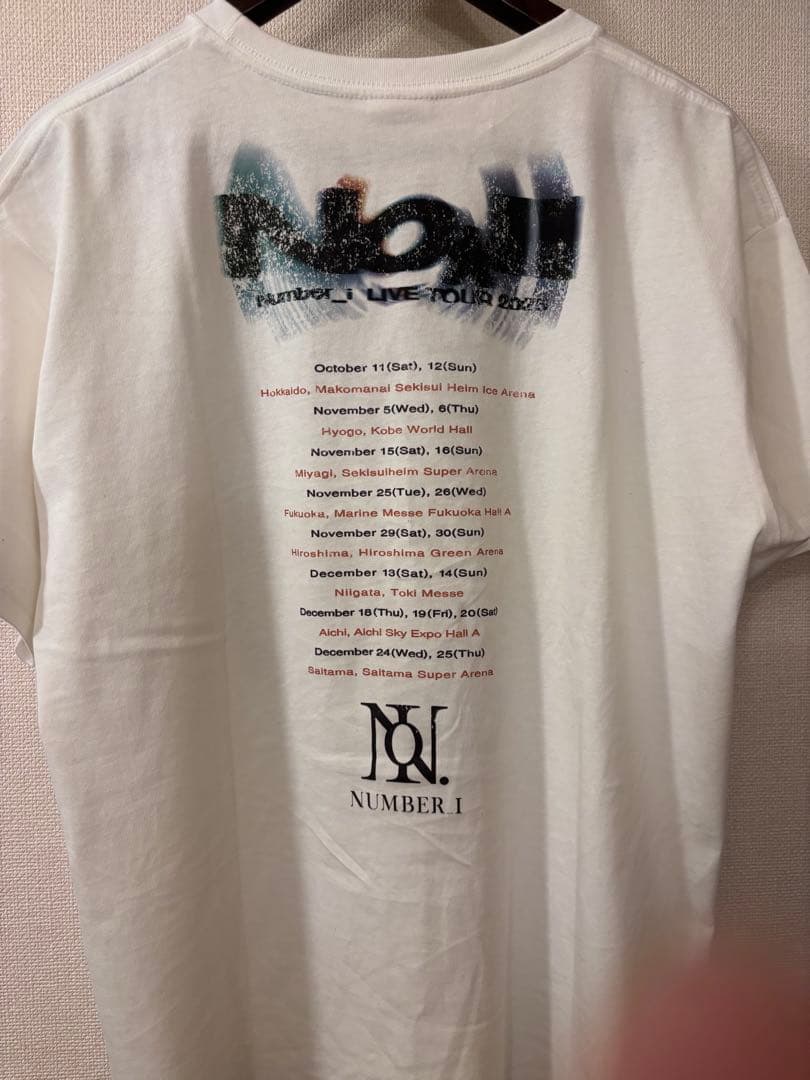 No.II
Number_i LIVE TOUR 2025
October 11(Sat), 12(Sun)
Hokkaido, Makomanai Sekisui Heim Ice Arena
November 5(Wed), 6(Thu)
Hyogo, Kobe World Hall
November 15(Sat), 16(Sun)
Miyagi, Sekisuiheim Super Arena
November 25(Tue), 26(Wed)
Fukuoka, Marine Messe Fukuoka Hall A
November 29(Sat), 30(Sun)
Hiroshima, Hiroshima Green Arena
December 13(Sat), 14(Sun)
Niigata, Toki Messe
December 18(Thu), 19(Fri), 20(Sat)
Aichi, Aichi Sky Expo Hall A
December 24(Wed), 25(Thu)
Saitama, Saitama Super Arena
NUMBER_I